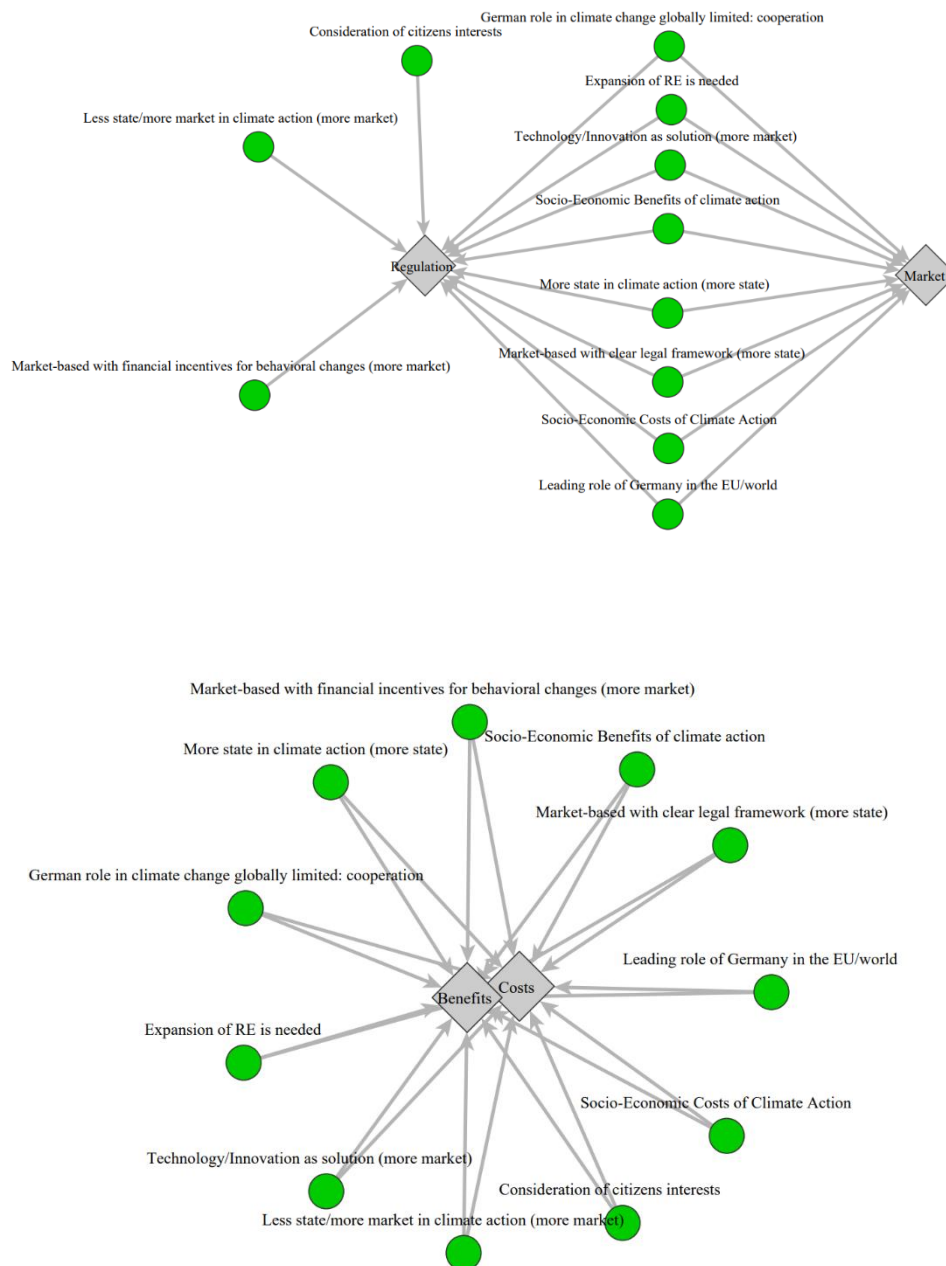 German role in climate change globally limited: cooperation
Consideration of citizens interests
Expansion of RE is needed
Less state/more market in climate action (more market)
Technology/Innovation as solution (more market)
Socio-Economic Benefits of climate action
Regulation
Market
More state in climate action (more state)
Market-based with clear legal framework (more state)
Market-based with financial incentives for behavioral changes (more market)
Socio-Economic Costs of Climate Action
Leading role of Germany in the EU/world
Market-based with financial incentives for behavioral changes (more market)
Socio-Economic Benefits of climate action
More state in climate action (more state)
Market-based with clear legal framework (more state)
German role in climate change globally limited: cooperation
Leading role of Germany in the EU/world
Costs
Benefits
Expansion of RE is needed
Socio-Economic Costs of Climate Action
Technology/Innovation as solution (more market)
Consideration of citizens interests
Less state/more market in climate action (more market)